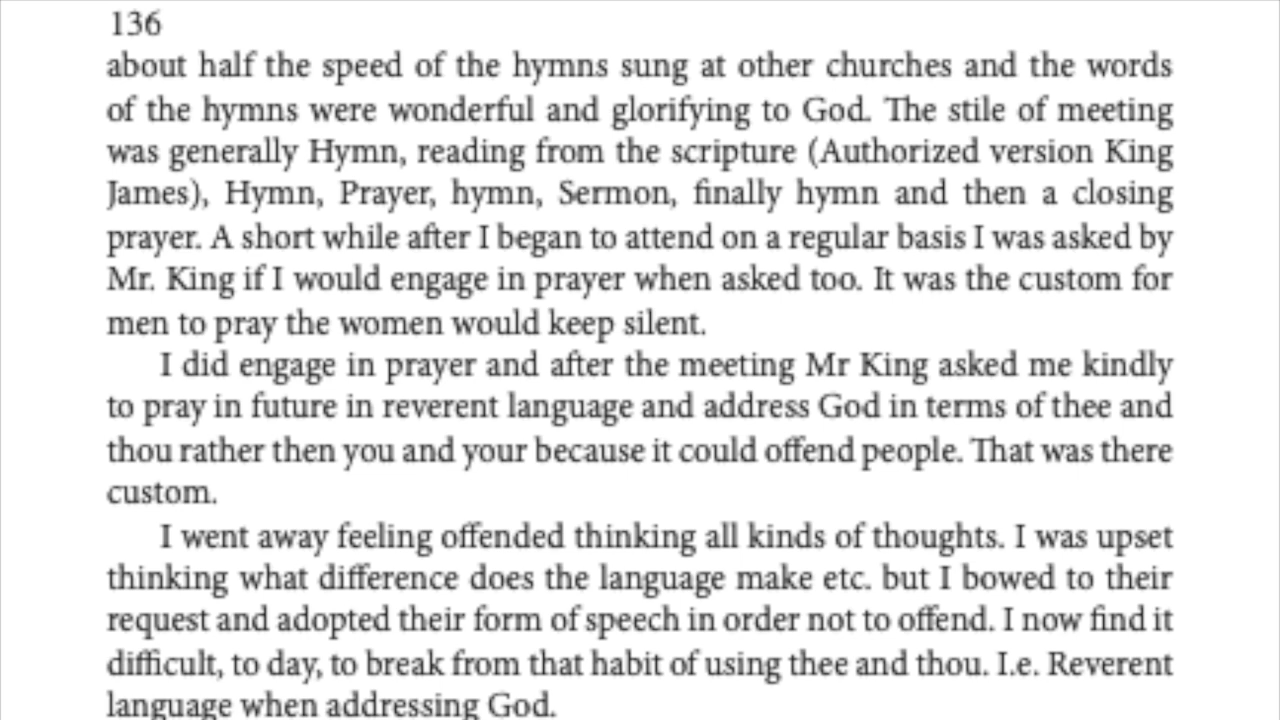 136
about half the speed of the hymns sung at other churches and the words
of the hymns were wonderful and glorifying to God. The stile of meeting
was generally Hymn, reading from the scripture (Authorized version King
James), Hymn, Prayer, hymn, Sermon, finally hymn and then a closing
prayer. A short while after I began to attend on a regular basis I was asked by
Mr. King if I would engage in prayer when asked too. It was the custom for
men to pray the women would keep silent.
I did engage in prayer and after the meeting Mr King asked me kindly
to pray in future in reverent language and address God in terms of thee and
thou rather then you and your because it could offend people. That was there
custom.
I went away feeling offended thinking all kinds of thoughts. I was upset
thinking what difference does the language make etc. but I bowed to their
request and adopted their form of speech in order not to offend. I now find it
difficult, to day, to break from that habit of using thee and thou. I.e. Reverent
language when addressing God.